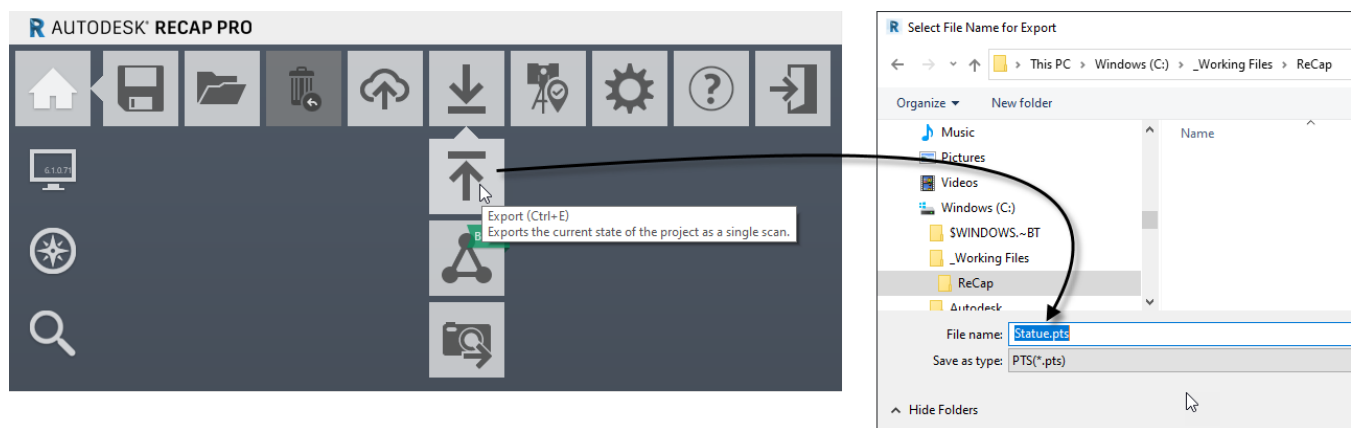 AUTODESK® RECAP PRO
6.1.0.71
Export (Ctrl+E)
Exports the current state of the project as a single scan.
Select File Name for Export
This PC > Windows (C:) > _Working Files > ReCap
Organize
New folder
Music
Pictures
Videos
Windows (C:)
$WINDOWS.~BT
_Working Files
ReCap
Autodesk
Name
File name: Statue.pts
Save as type: PTS(*.pts)
Hide Folders